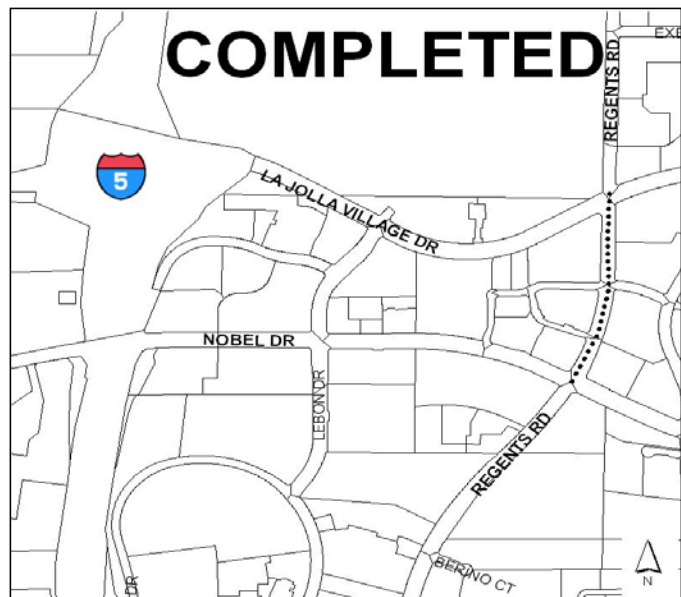 COMPLETED
REGENTS RD
EXE
5
LA JOLLA VILLAGE DR
NOBEL DR
LEBON DR
REGENTS RD
BERINO CT
DR
N